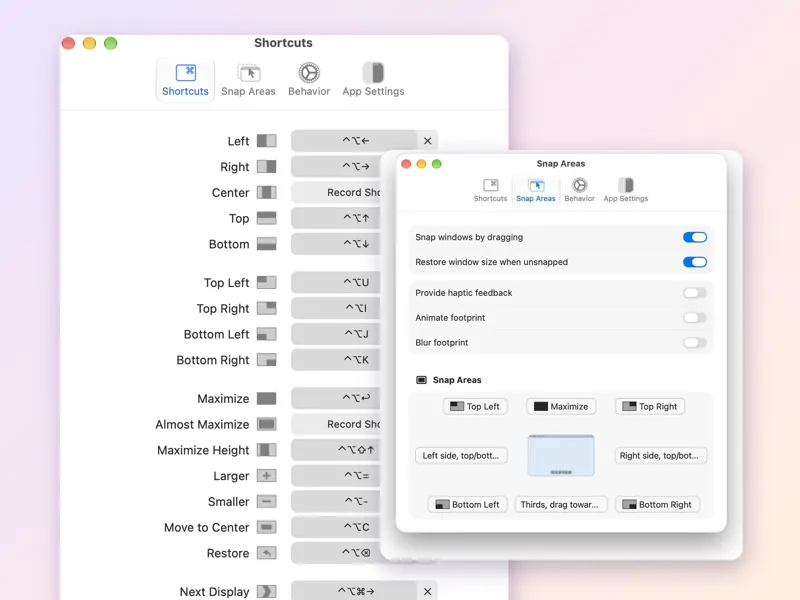 Shortcuts
Shortcuts Snap Areas Behavior App Settings
Left ^⌥← ×
Right ^⌥→
Center Record Sho
Top ^⌥↑
Bottom ^⌥↓
Top Left ^⌥U
Top Right ^⌥I
Bottom Left ^⌥J
Bottom Right ^⌥K
Maximize ^⌥↩
Almost Maximize Record Sho
Maximize Height ^⌥⇧↑
Larger ^⌥=
Smaller ^⌥-
Move to Center ^⌥C
Restore ^⌥⌫
Next Display ^⌥⌘→ ×
Snap Areas
Shortcuts Snap Areas Behavior App Settings
Snap windows by dragging
Restore window size when unsnapped
Provide haptic feedback
Animate footprint
Blur footprint
Snap Areas
Top Left Maximize Top Right
Left side, top/bott... Right side, top/bot...
Bottom Left Thirds, drag towar... Bottom Right